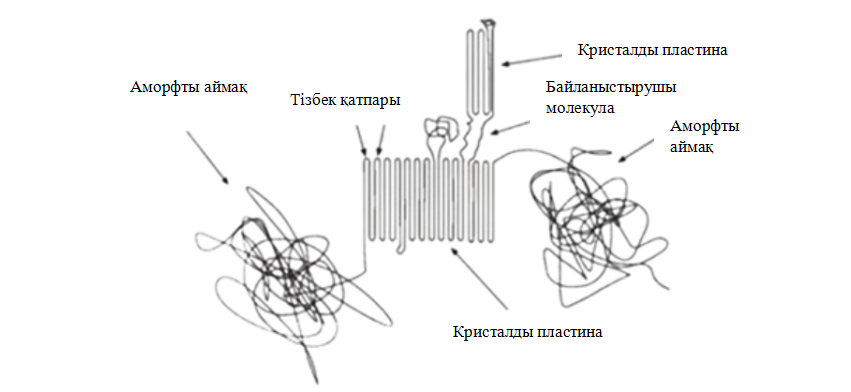 Кристалды пластина
Аморфты аймақ
Тізбек қатпары
Байланыстырушы
молекула
Аморфты
аймақ
Кристалды пластина